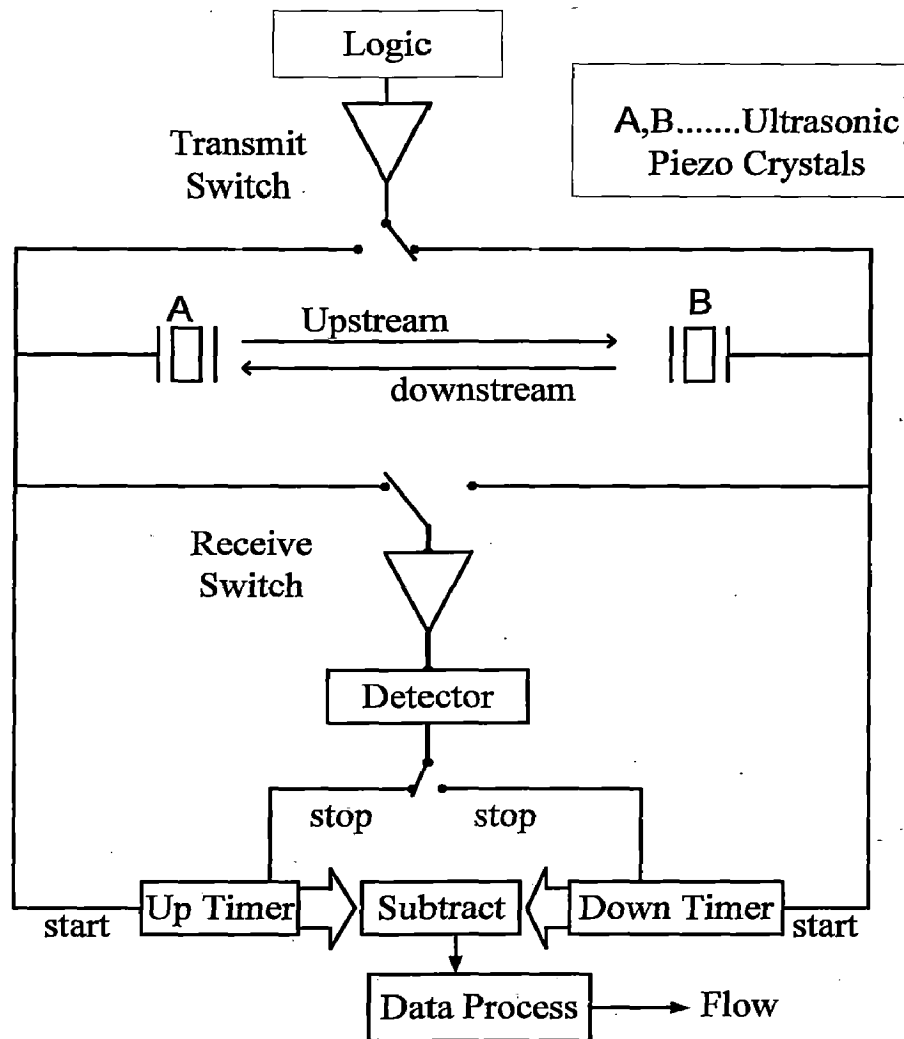 Logic
A,B.......Ultrasonic
Piezo Crystals
Transmit
Switch
A
B
Upstream
downstream
Receive
Switch
Detector
stop
stop
start
Up Timer
Subtract
Down Timer
start
Data Process
Flow